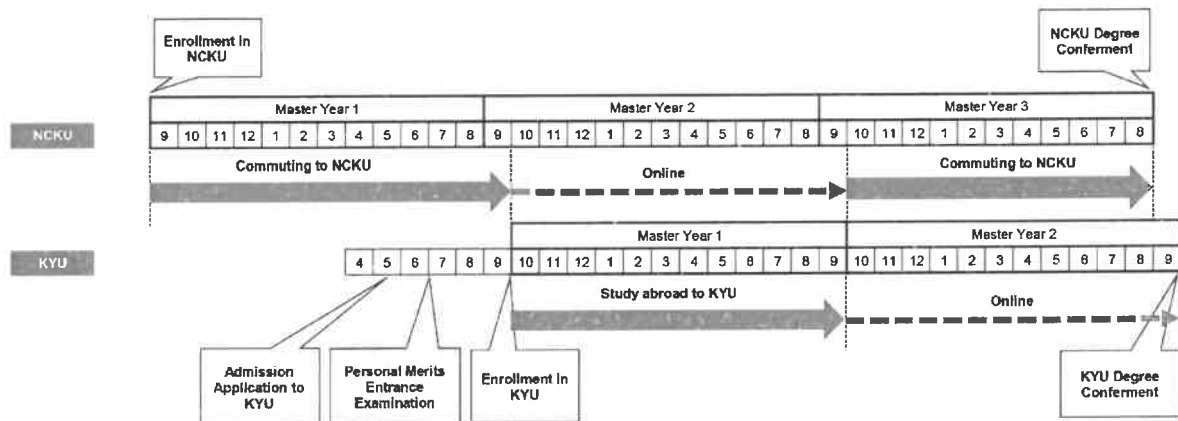 Enrollment in
NCKU
NCKU Degree
Conferment
Master Year 1 Master Year 2 Master Year 3
NCKU 9 10 11 12 1 2 3 4 5 6 7 8 9 10 11 12 1 2 3 4 5 6 7 8 9 10 11 12 1 2 3 4 5 6 7 8
Commuting to NCKU Online Commuting to NCKU
Master Year 1 Master Year 2
KYU 4 5 6 7 8 9 10 11 12 1 2 3 4 5 6 7 8 9 10 11 12 1 2 3 4 5 6 7 8 9
Study abroad to KYU Online
Admission
Application to
KYU
Personal Merits
Entrance
Examination
Enrollment in
KYU
KYU Degree
Conferment